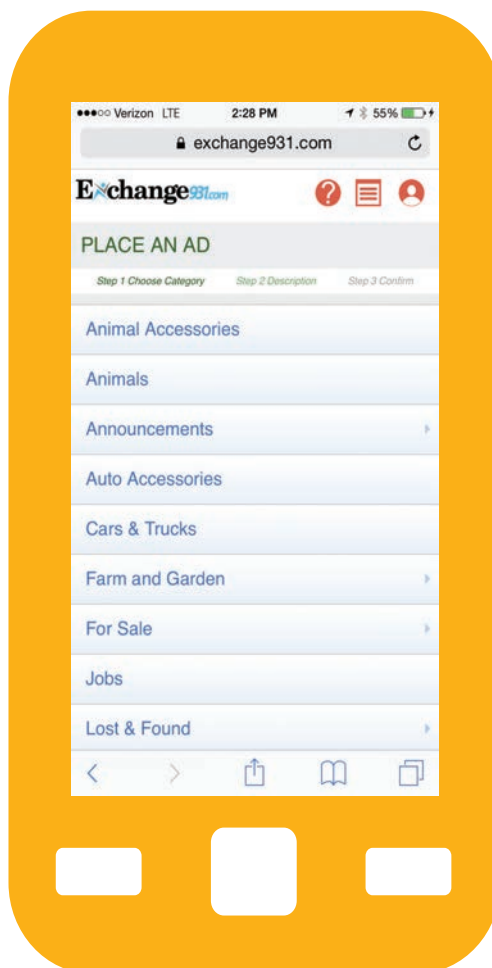 Verizon LTE 2:28 PM 55%
exchange931.com
Exchange931.com
PLACE AN AD
Step 1 Choose Category Step 2 Description Step 3 Confirm
Animal Accessories
Animals
Announcements
Auto Accessories
Cars & Trucks
Farm and Garden
For Sale
Jobs
Lost & Found